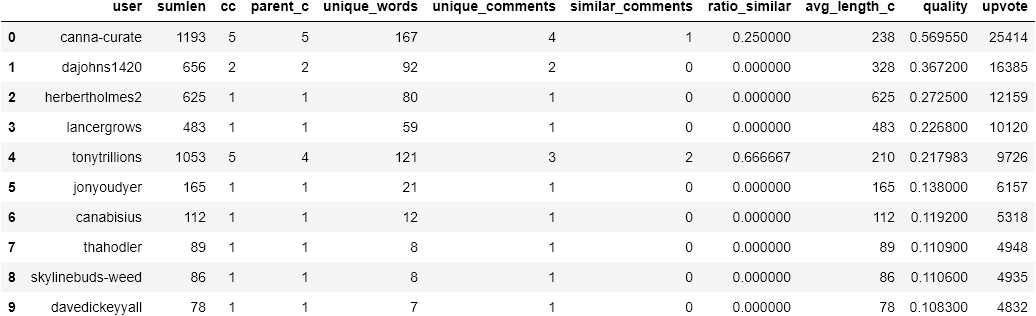 user sumlen cc parent_c unique_words unique_comments similar_comments ratio_similar avg_length_c quality upvote
0 canna-curate 1193 5 5 167 4 1 0.250000 238 0.569550 25414
1 dajohns1420 656 2 2 92 2 0 0.000000 328 0.367200 16385
2 herbertholmes2 625 1 1 80 1 0 0.000000 625 0.272500 12159
3 lancergrows 483 1 1 59 1 0 0.000000 483 0.226800 10120
4 tonytrillions 1053 5 4 121 3 2 0.666667 210 0.217983 9726
5 jonyoudyer 165 1 1 21 1 0 0.000000 165 0.138000 6157
6 canabisius 112 1 1 12 1 0 0.000000 112 0.119200 5318
7 thahodler 89 1 1 8 1 0 0.000000 89 0.110900 4948
8 skylinebuds-weed 86 1 1 8 1 0 0.000000 86 0.110600 4935
9 davedickeyyall 78 1 1 7 1 0 0.000000 78 0.108300 4832